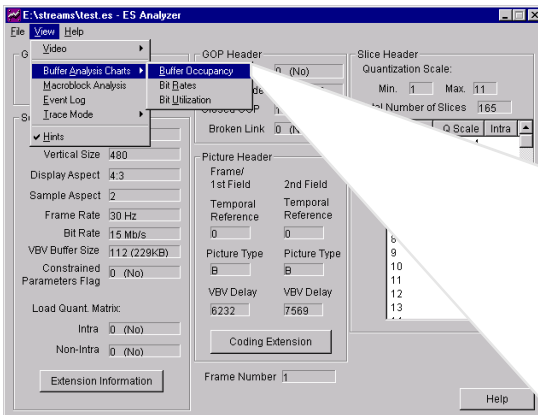 E:\streams\test.es - ES Analyzer
File View Help
Video
Buffer Analysis Charts
Macroblock Analysis
Event Log
Trace Mode
Hints
Buffer Occupancy
Bit Rates
Bit Utilization
GOP Header
0 (No)
Broken Link
Slice Header
Quantization Scale:
Min. 1 Max. 11
Number of Slices 165
Q Scale Intra
8
9
10
11
12
13
Vertical Size 480
Display Aspect 4:3
Sample Aspect 2
Frame Rate 30 Hz
Bit Rate 15 Mb/s
VBV Buffer Size 112 (229KB)
Constrained
Parameters Flag 0 (No)
Load Quant. Matrix:
Intra 0 (No)
Non-Intra 0 (No)
Extension Information
Picture Header
Frame/
1st Field 2nd Field
Temporal Temporal
Reference Reference
0 0
Picture Type Picture Type
B B
VBV Delay VBV Delay
6232 7569
Coding Extension
Frame Number 1
Help